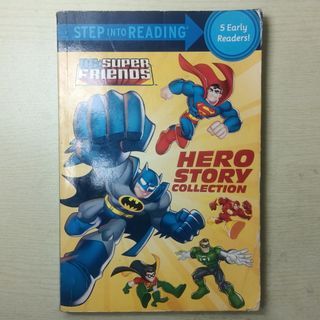 STEP INTO READING®
5 Early
Readers!
DC SUPER
FRIENDS
HERO
STORY
COLLECTION